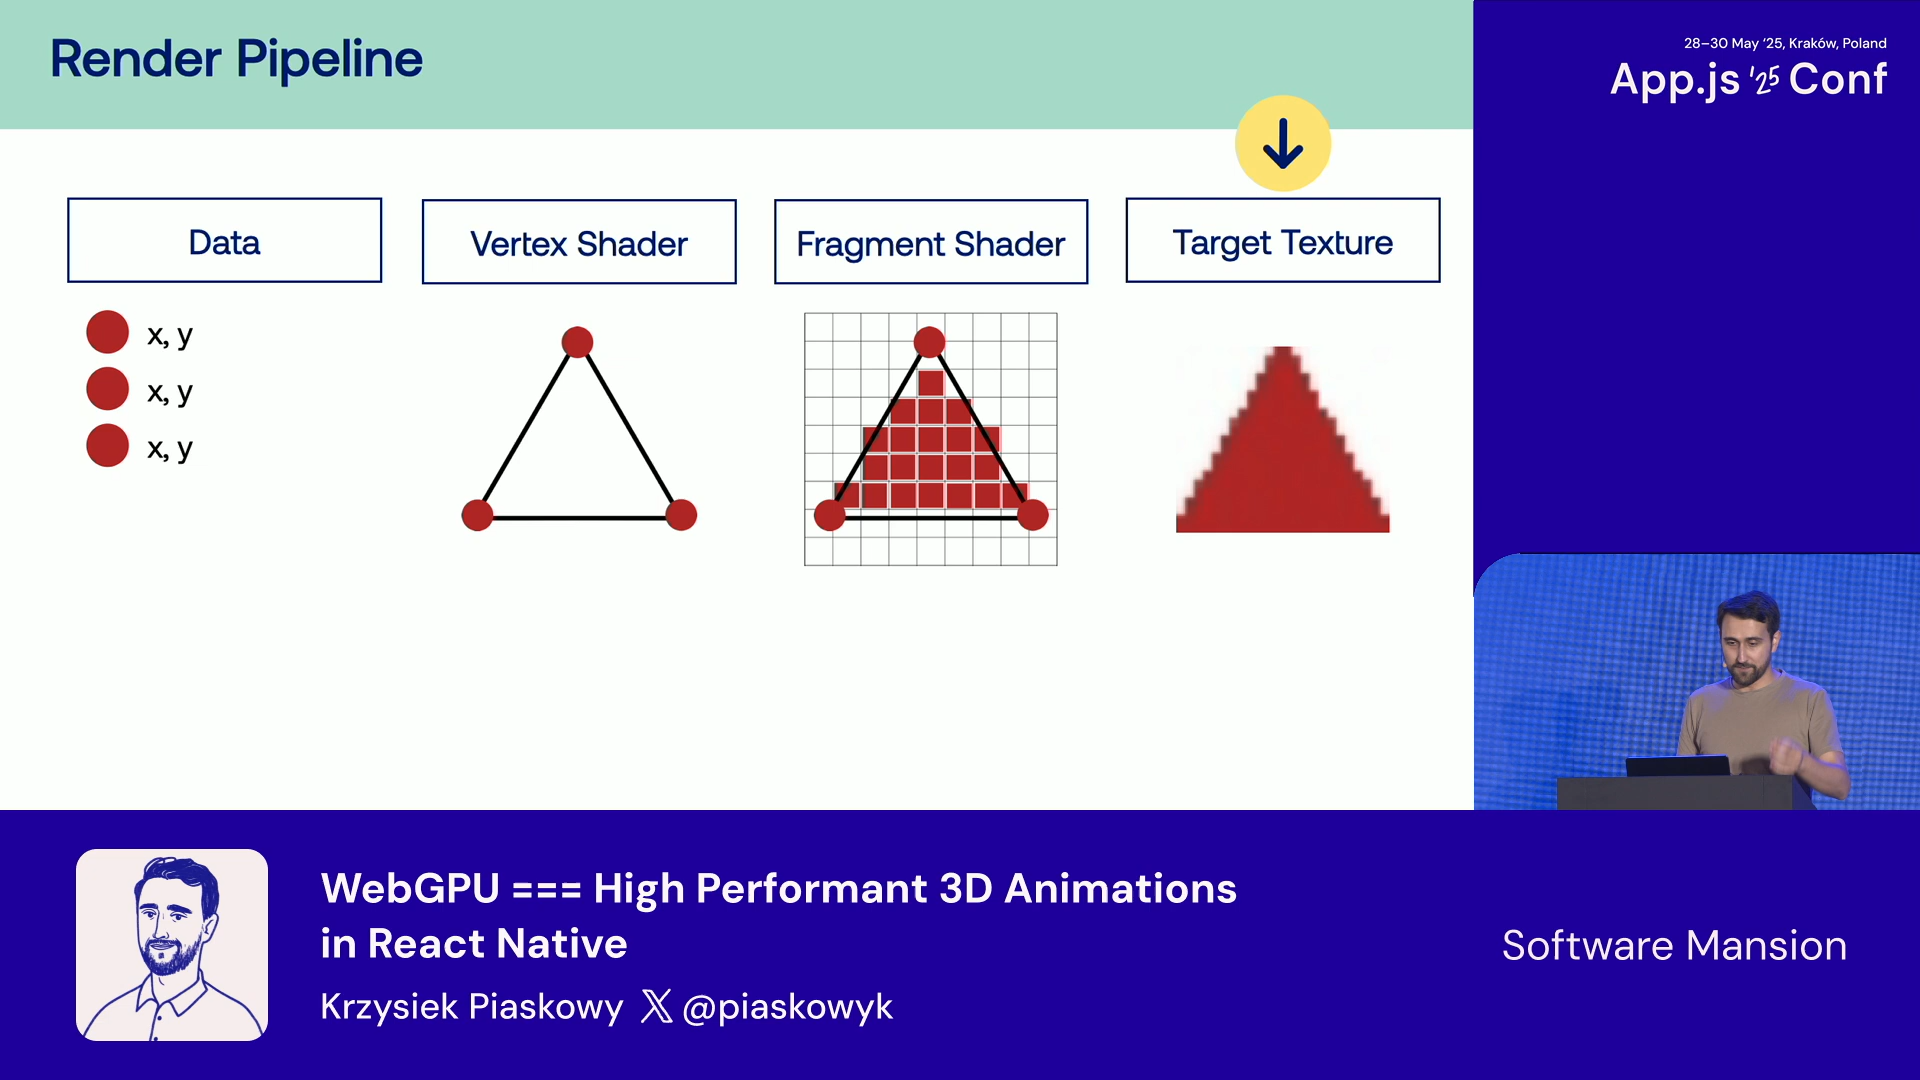 Render Pipeline
28–30 May '25, Kraków, Poland
App.js '25 Conf
Data
Vertex Shader
Fragment Shader
Target Texture
x, y
x, y
x, y
WebGPU === High Performant 3D Animations
in React Native
Krzysiek Piaskowy 𝕏 @piaskowyk
Software Mansion